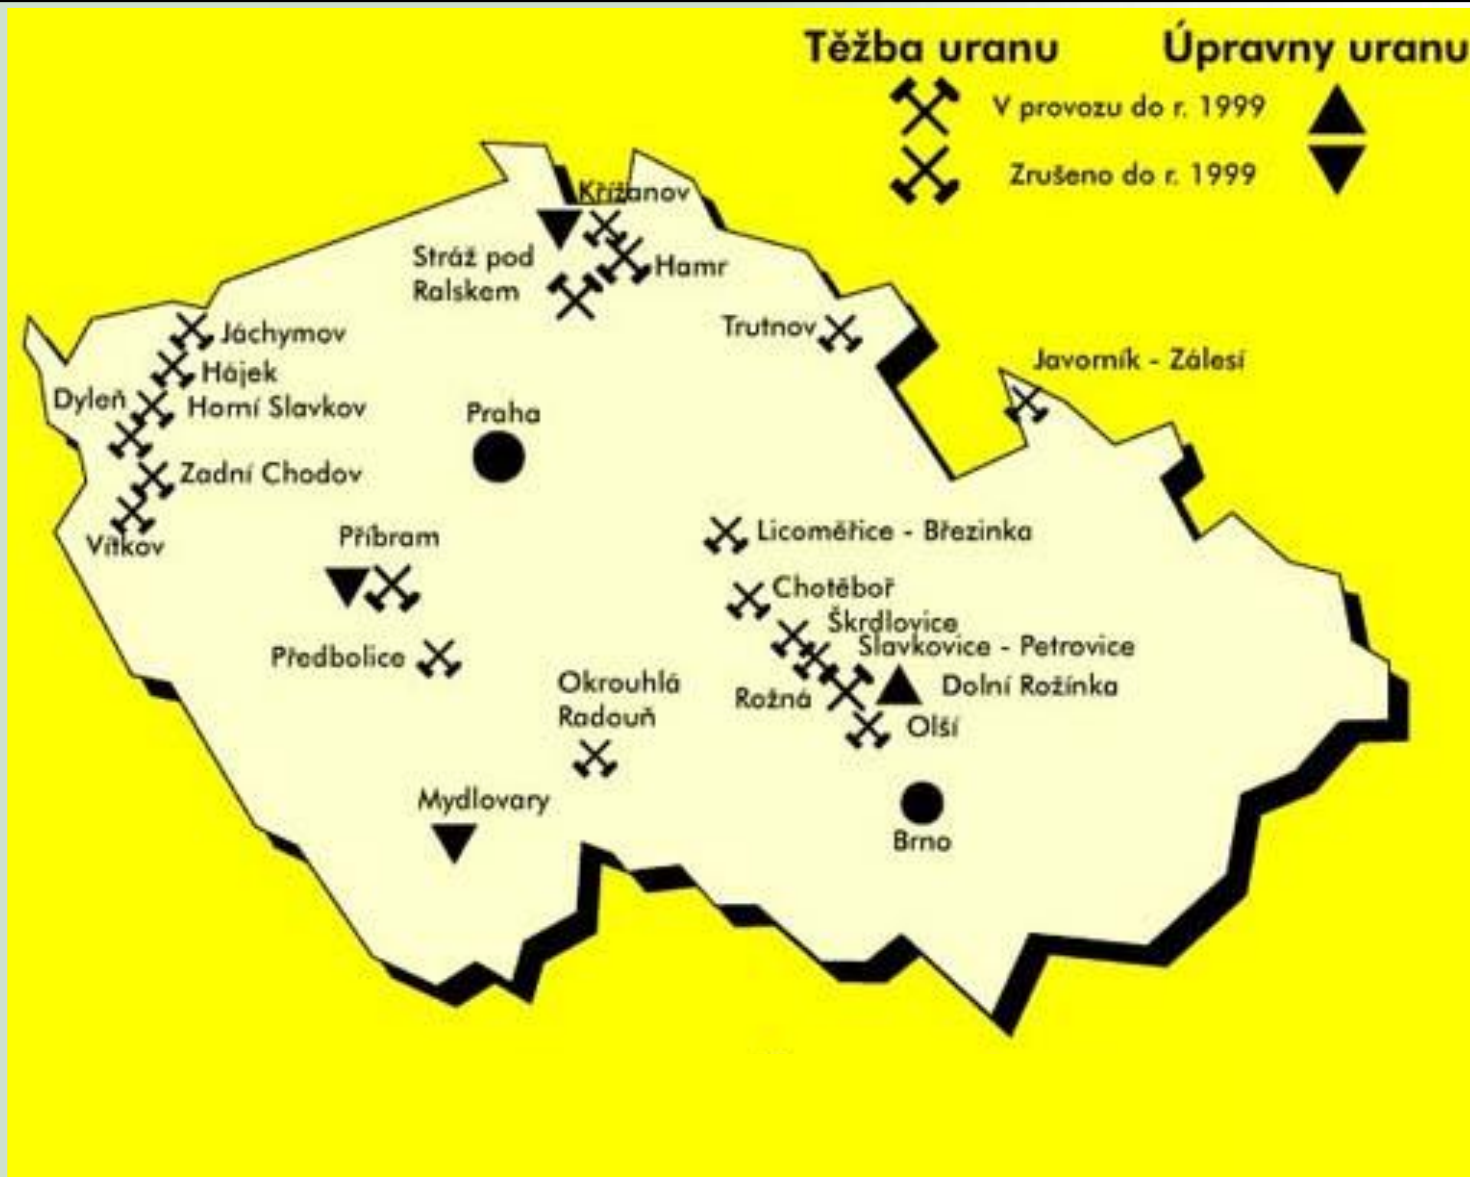 Těžba uranu
Úpravny uranu
V provozu do r. 1999
Zrušeno do r. 1999
Křížanov
Stráž pod
Ralskem
Hamr
Trutnov
Jáchymov
Javorník - Zálesí
Hájek
Dyleň
Horní Slavkov
Praha
Zadní Chodov
Vítkov
Příbram
Licoměřice - Březinka
Chotěboř
Škrdlovice
Slavkovice - Petrovice
Předbolice
Okrouhlá
Radouň
Rožná
Dolní Rožínka
Olší
Mydlovary
Brno